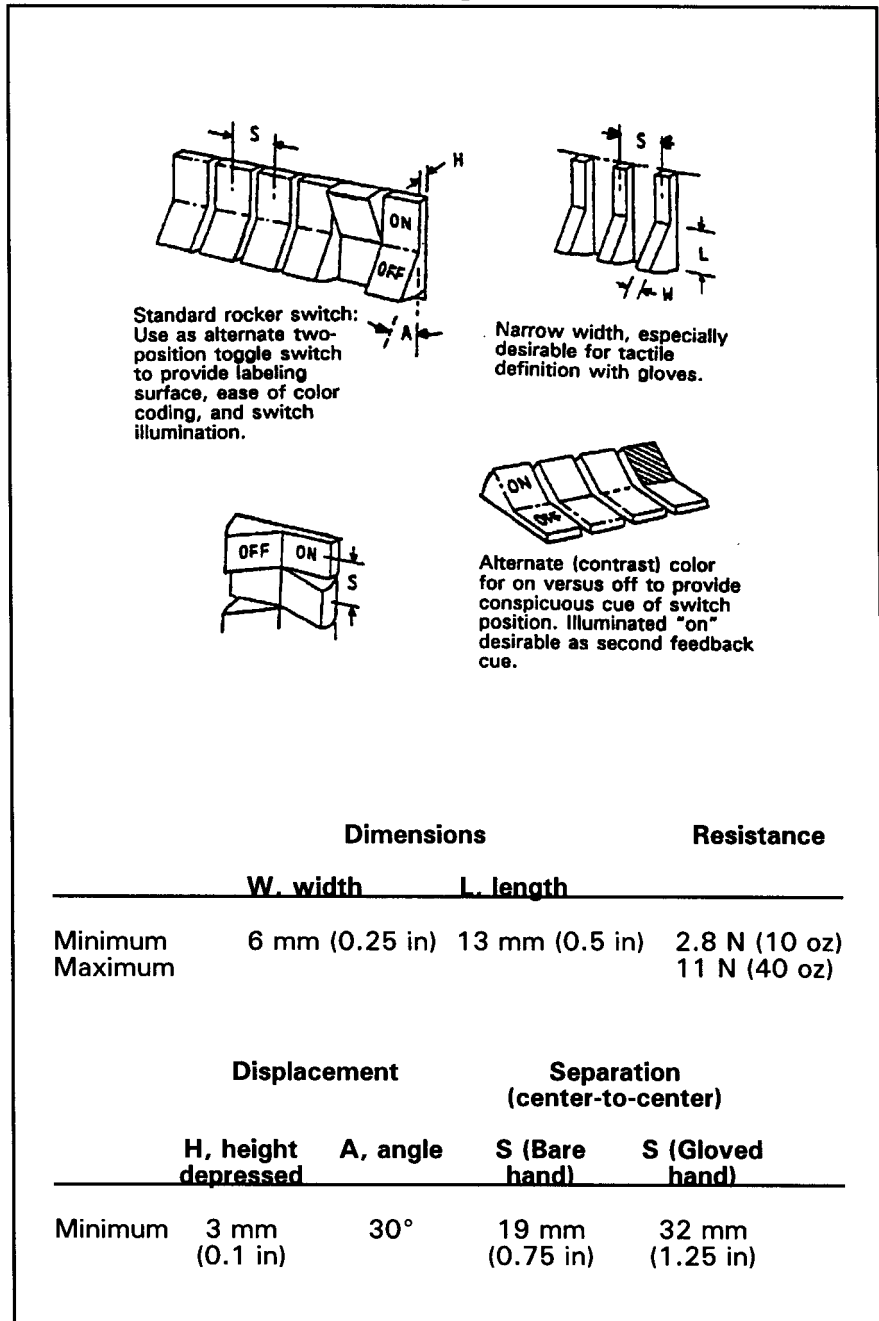 S
H
ON
OFF
A
Standard rocker switch:
Use as alternate two-
position toggle switch
to provide labeling
surface, ease of color
coding, and switch
illumination.
S
L
W
Narrow width, especially
desirable for tactile
definition with gloves.
OFF ON
S
ON
OFF
Alternate (contrast) color
for on versus off to provide
conspicuous cue of switch
position. Illuminated "on"
desirable as second feedback
cue.
Dimensions Resistance
W, width L, length
Minimum 6 mm (0.25 in) 13 mm (0.5 in) 2.8 N (10 oz)
Maximum 11 N (40 oz)
Displacement Separation
(center-to-center)
H, height A, angle S (Bare S (Gloved
depressed hand) hand)
Minimum 3 mm 30° 19 mm 32 mm
(0.1 in) (0.75 in) (1.25 in)